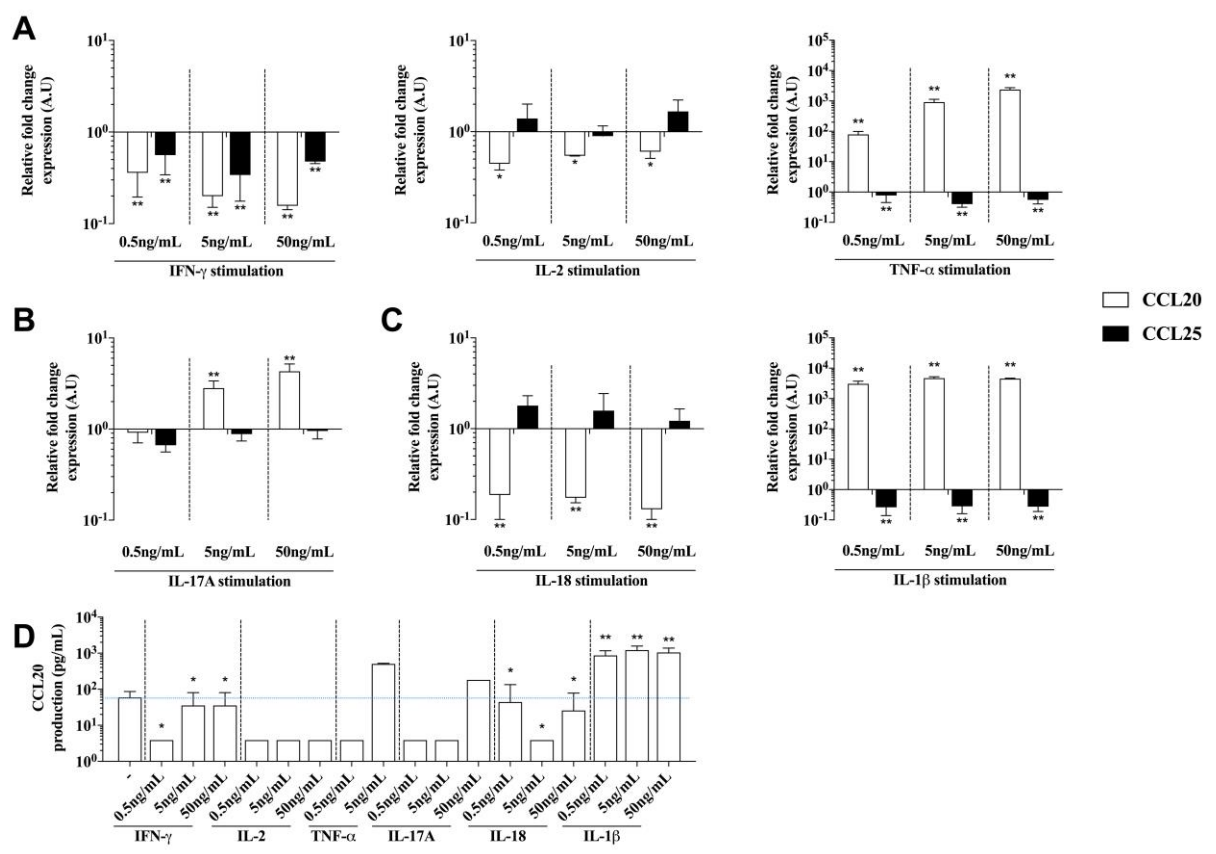 A
Relative fold change
expression (A.U)
10¹
10⁰
10⁻¹
0.5ng/mL 5ng/mL 50ng/mL
IFN-γ stimulation
** ** ** ** ** **
Relative fold change
expression (A.U)
10¹
10⁰
10⁻¹
* * *
0.5ng/mL 5ng/mL 50ng/mL
IL-2 stimulation
Relative fold change
expression (A.U)
10⁵
10⁴
10³
10²
10¹
10⁰
10⁻¹
** ** **
** ** **
0.5ng/mL 5ng/mL 50ng/mL
TNF-α stimulation
CCL20
CCL25
B
Relative fold change
expression (A.U)
10¹
10⁰
10⁻¹
** **
0.5ng/mL 5ng/mL 50ng/mL
IL-17A stimulation
C
Relative fold change
expression (A.U)
10¹
10⁰
10⁻¹
** ** **
0.5ng/mL 5ng/mL 50ng/mL
IL-18 stimulation
Relative fold change
expression (A.U)
10⁵
10⁴
10³
10²
10¹
10⁰
10⁻¹
** ** **
** ** **
0.5ng/mL 5ng/mL 50ng/mL
IL-1β stimulation
D
CCL20
production (pg/mL)
10⁴
10³
10²
10¹
10⁰
* * * * * * ** ** **
- 0.5ng/mL 5ng/mL 50ng/mL 0.5ng/mL 5ng/mL 50ng/mL 0.5ng/mL 5ng/mL 0.5ng/mL 5ng/mL 50ng/mL 0.5ng/mL 5ng/mL 50ng/mL 0.5ng/mL 5ng/mL 50ng/mL
IFN-γ IL-2 TNF-α IL-17A IL-18 IL-1β